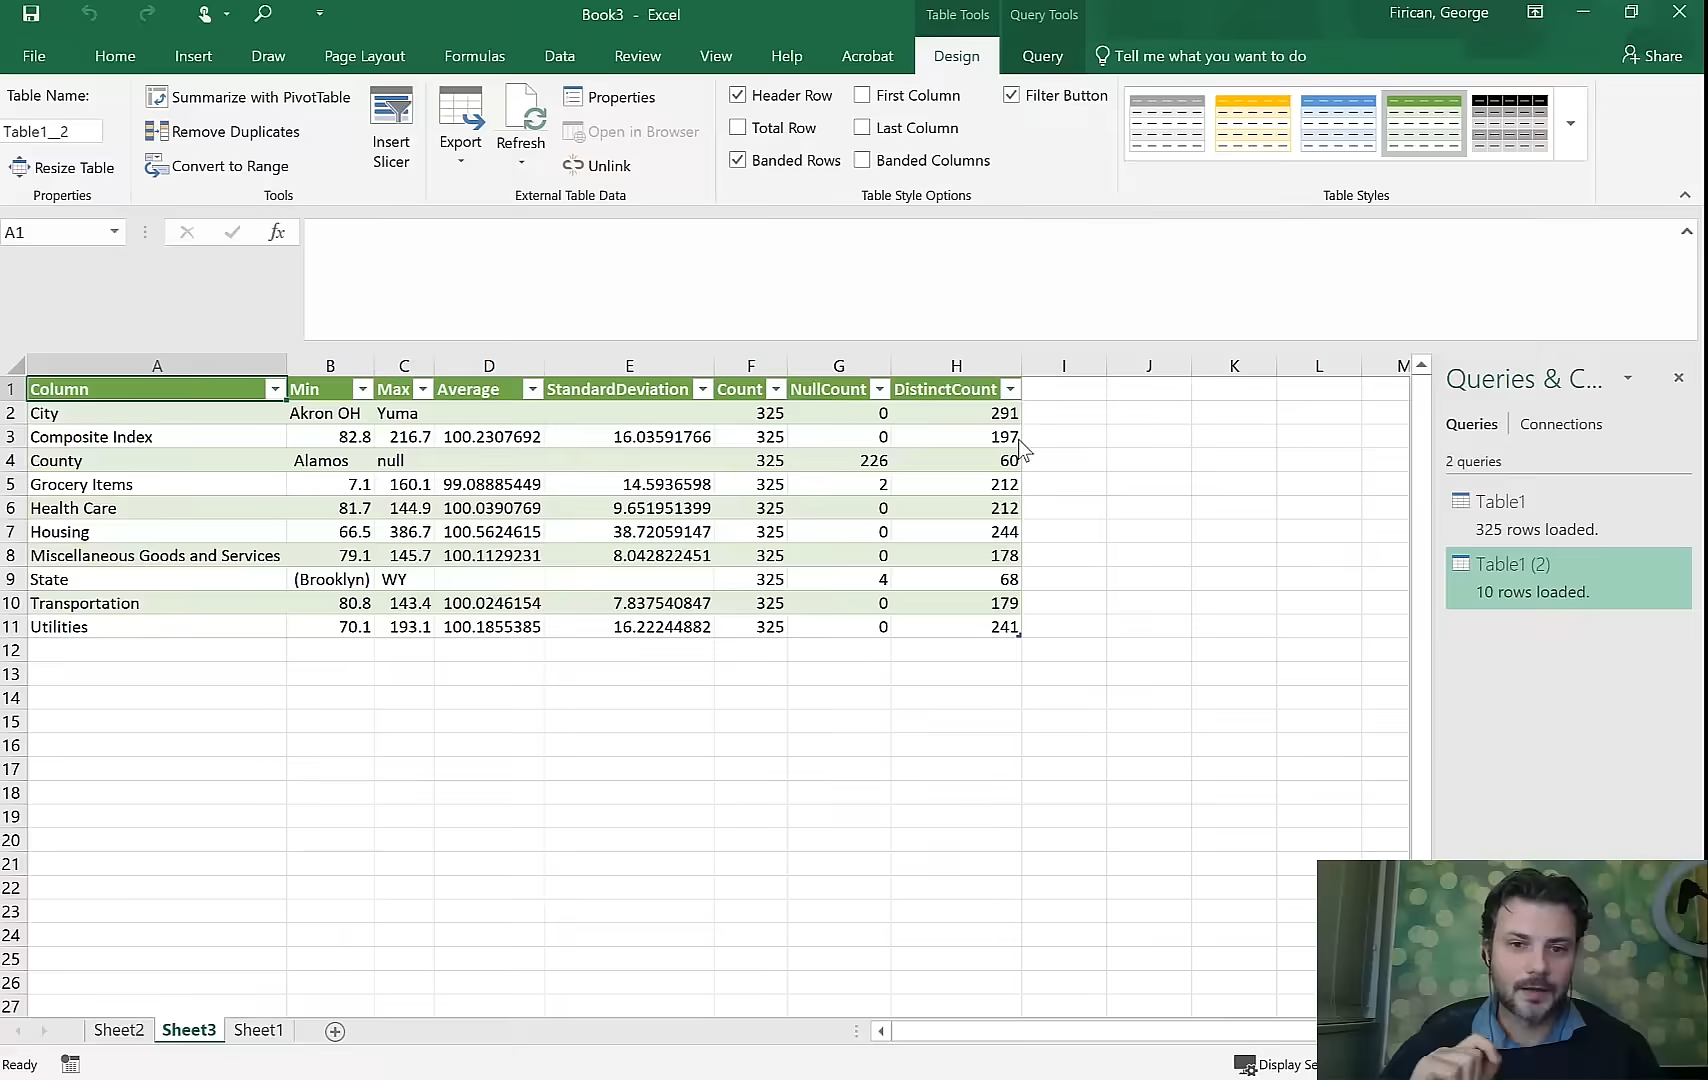 Book3 - Excel
Table Tools
Query Tools
Firican, George
File
Home
Insert
Draw
Page Layout
Formulas
Data
Review
View
Help
Acrobat
Design
Query
Tell me what you want to do
Share
Table Name:
Table1__2
Resize Table
Properties
Summarize with PivotTable
Remove Duplicates
Convert to Range
Tools
Insert
Slicer
Export
Refresh
Properties
Open in Browser
Unlink
External Table Data
Header Row
First Column
Filter Button
Total Row
Last Column
Banded Rows
Banded Columns
Table Style Options
Table Styles
A1
fx
A B C D E F G H I J K L M
1 Column Min Max Average StandardDeviation Count NullCount DistinctCount
2 City Akron OH Yuma 325 0 291
3 Composite Index 82.8 216.7 100.2307692 16.03591766 325 0 197
4 County Alamos null 325 226 60
5 Grocery Items 7.1 160.1 99.08885449 14.5936598 325 2 212
6 Health Care 81.7 144.9 100.0390769 9.651951399 325 0 212
7 Housing 66.5 386.7 100.5624615 38.72059147 325 0 244
8 Miscellaneous Goods and Services 79.1 145.7 100.1129231 8.042822451 325 0 178
9 State (Brooklyn) WY 325 4 68
10 Transportation 80.8 143.4 100.0246154 7.837540847 325 0 179
11 Utilities 70.1 193.1 100.1855385 16.22244882 325 0 241
12
13
14
15
16
17
18
19
20
21
22
23
24
25
26
27
Queries & C...
Queries
Connections
2 queries
Table1
325 rows loaded.
Table1 (2)
10 rows loaded.
Sheet2
Sheet3
Sheet1
Ready
Display Se